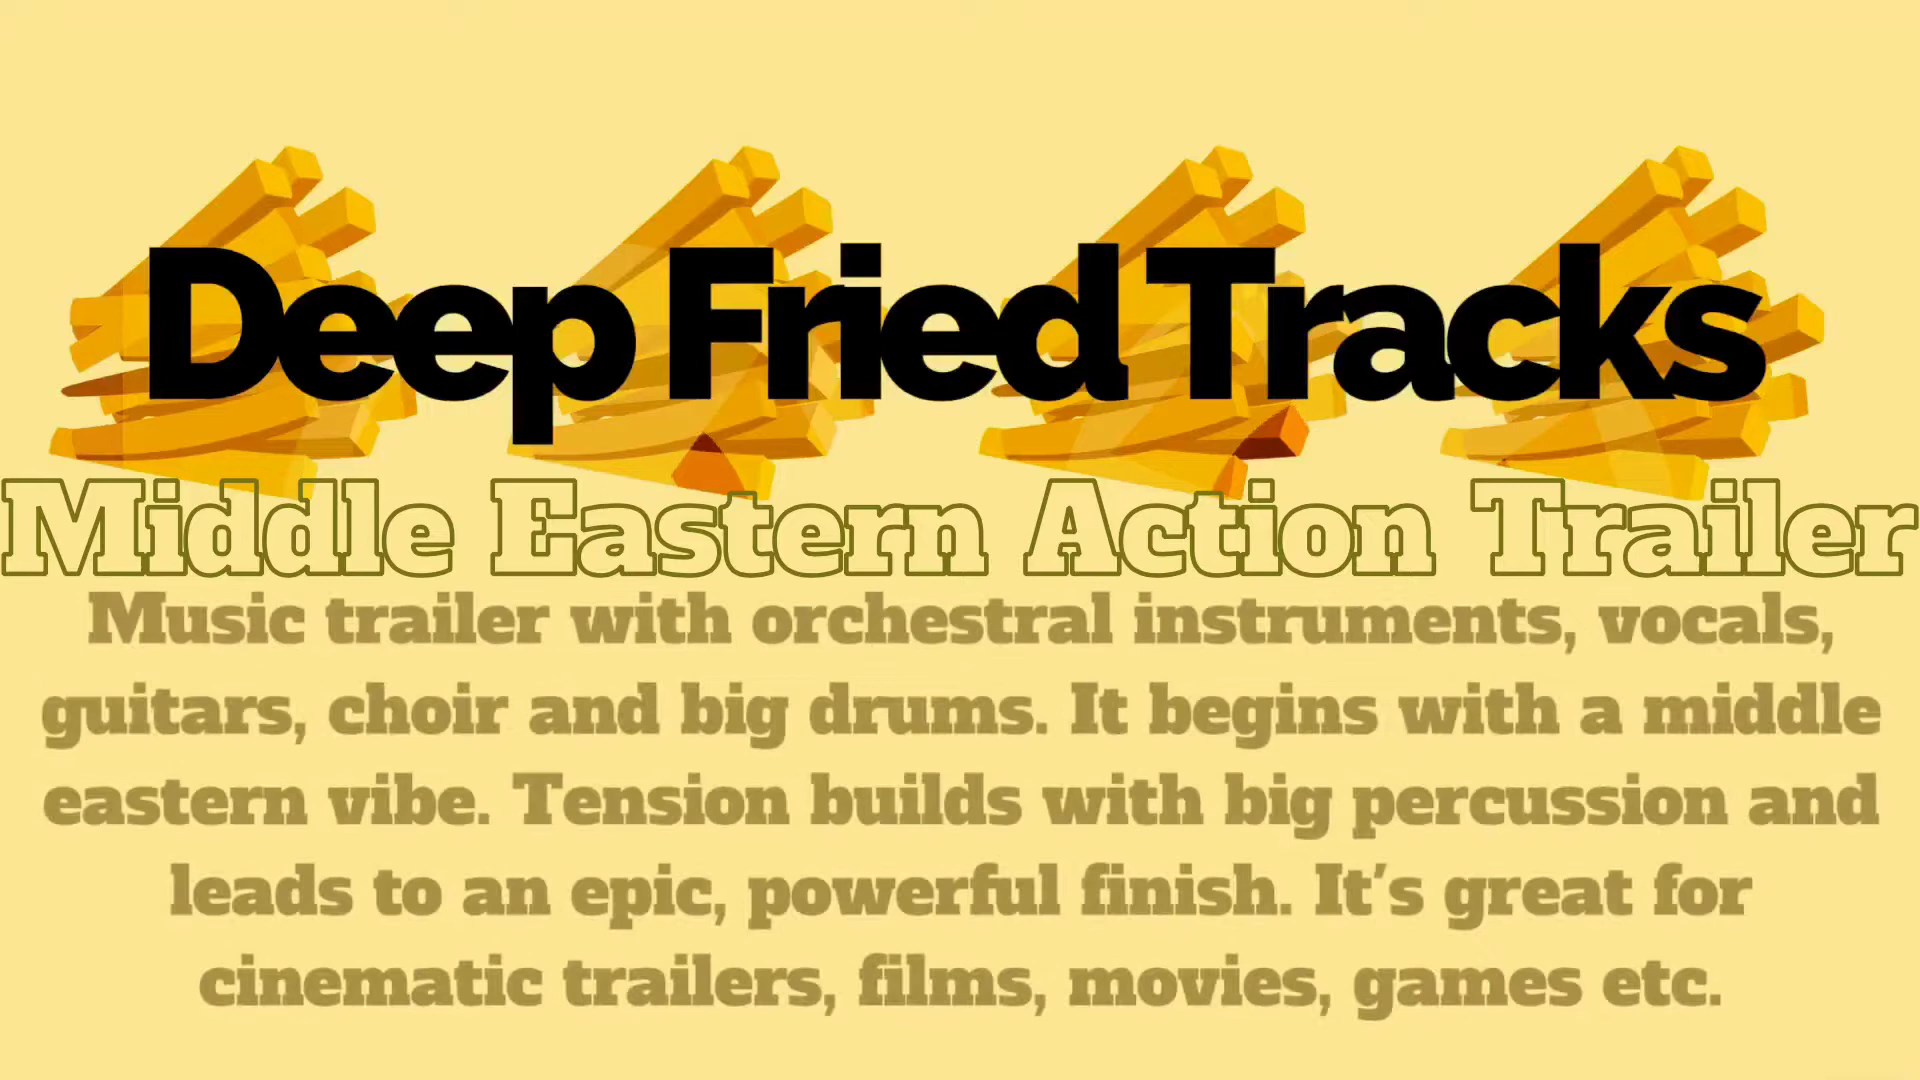 Deep Fried Tracks
Middle Eastern Action Trailer
Music trailer with orchestral instruments, vocals,
guitars, choir and big drums. It begins with a middle
eastern vibe. Tension builds with big percussion and
leads to an epic, powerful finish. It's great for
cinematic trailers, films, movies, games etc.